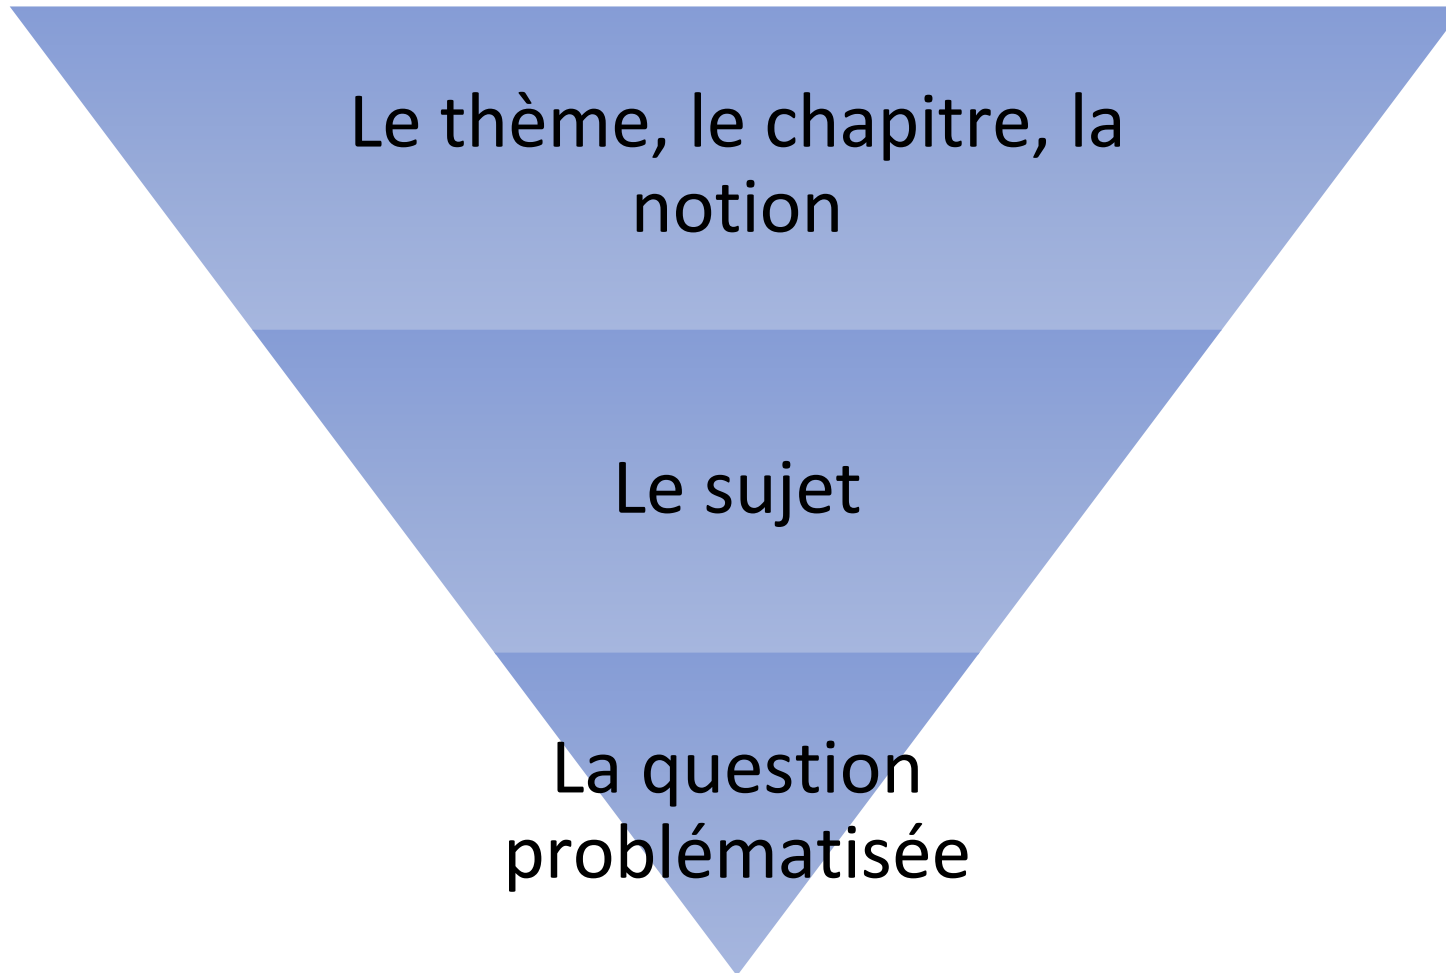 Le thème, le chapitre, la
notion
Le sujet
La question
problématisée